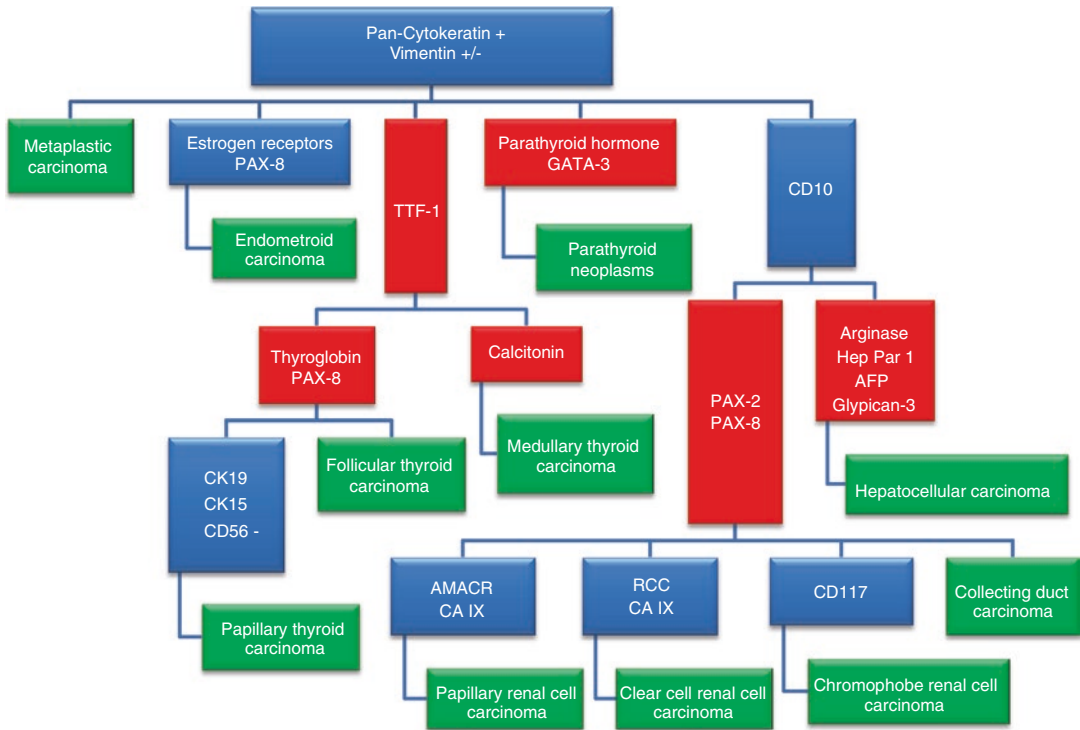 Pan-Cytokeratin +
Vimentin +/-
Metaplastic
carcinoma
Estrogen receptors
PAX-8
Endometroid
carcinoma
TTF-1
Parathyroid hormone
GATA-3
Parathyroid
neoplasms
CD10
Thyroglobin
PAX-8
Calcitonin
PAX-2
PAX-8
Arginase
Hep Par 1
AFP
Glypican-3
CK19
CK15
CD56 -
Follicular thyroid
carcinoma
Medullary thyroid
carcinoma
Hepatocellular carcinoma
Papillary thyroid
carcinoma
AMACR
CA IX
RCC
CA IX
CD117
Collecting duct
carcinoma
Papillary renal cell
carcinoma
Clear cell renal cell
carcinoma
Chromophobe renal cell
carcinoma